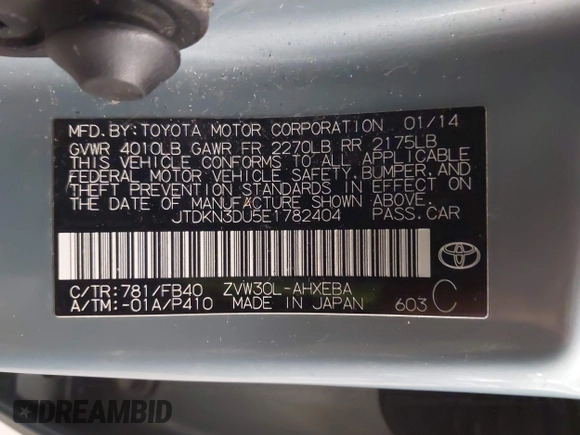 MFD.BY:TOYOTA MOTOR CORPORATION 01/14
GVWR 4010LB GAWR FR 2270LB RR 2175LB
THIS VEHICLE CONFORMS TO ALL APPLICABLE
FEDERAL MOTOR VEHICLE SAFETY,BUMPER,AND
THEFT PREVENTION STANDARDS IN EFFECT ON
THE DATE OF MANUFACTURE SHOWN ABOVE.
JTDKN3DU5E1782404 PASS.CAR
C/TR:781/FB40 ZVW30L-AHXEBA
A/TM:-01A/P410 MADE IN JAPAN 603 C
DREAMBID